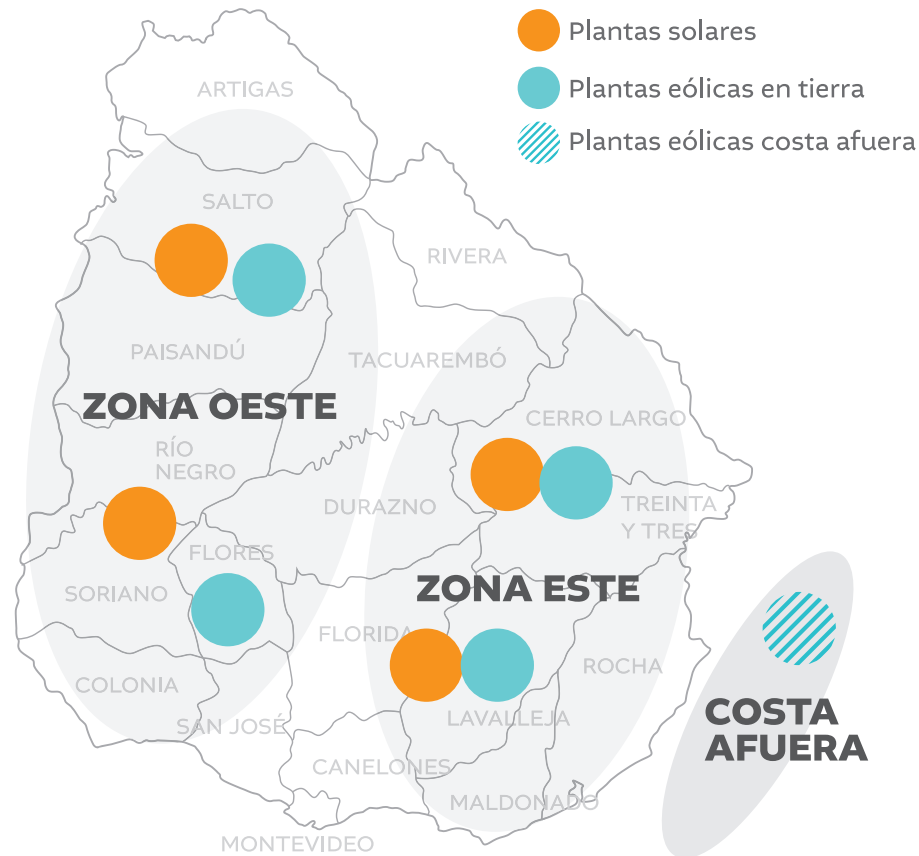 Plantas solares
Plantas eólicas en tierra
Plantas eólicas costa afuera
ARTIGAS
SALTO
RIVERA
PAISANDÚ
TACUAREMBÓ
ZONA OESTE
CERRO LARGO
RÍO
NEGRO
DURAZNO
TREINTA
Y TRES
FLORES
SORIANO
ZONA ESTE
FLORIDA
ROCHA
COLONIA
SAN JOSÉ
LAVALLEJA
COSTA
AFUERA
CANELONES
MALDONADO
MONTEVIDEO